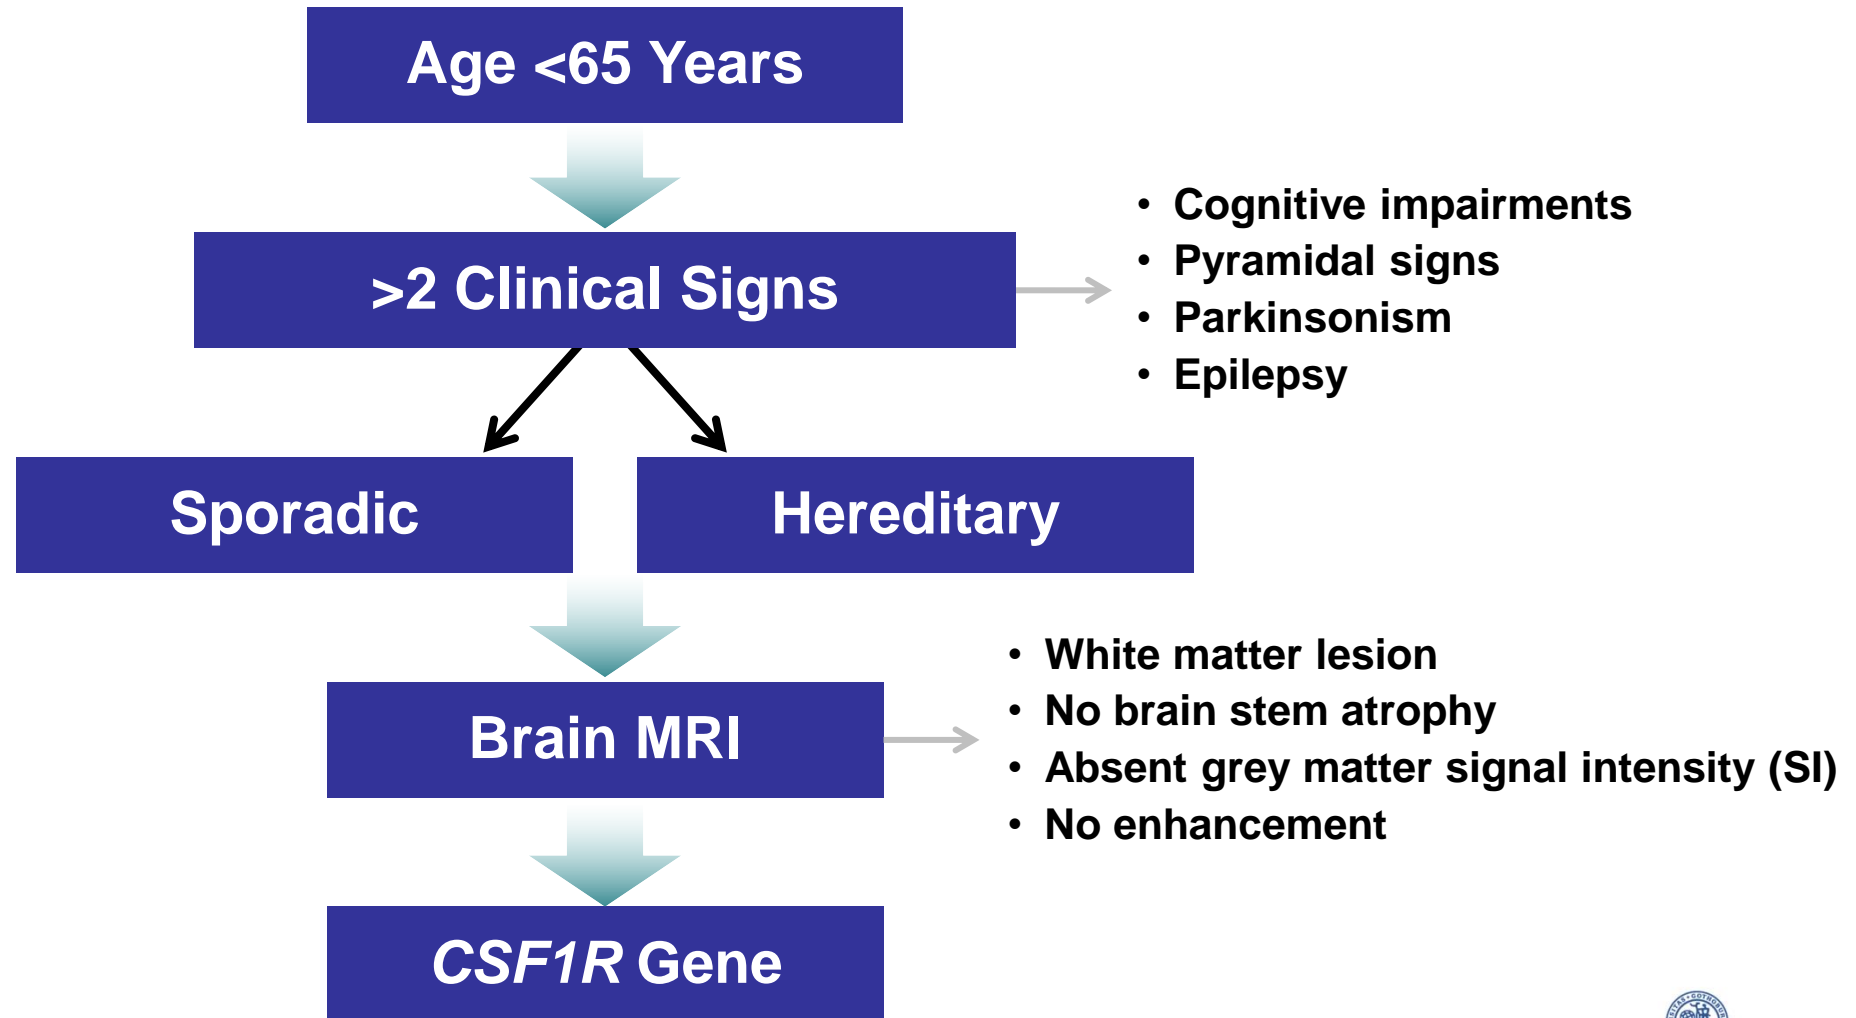 Age <65 Years
>2 Clinical Signs
• Cognitive impairments
• Pyramidal signs
• Parkinsonism
• Epilepsy
Sporadic
Hereditary
Brain MRI
• White matter lesion
• No brain stem atrophy
• Absent grey matter signal intensity (SI)
• No enhancement
CSF1R Gene